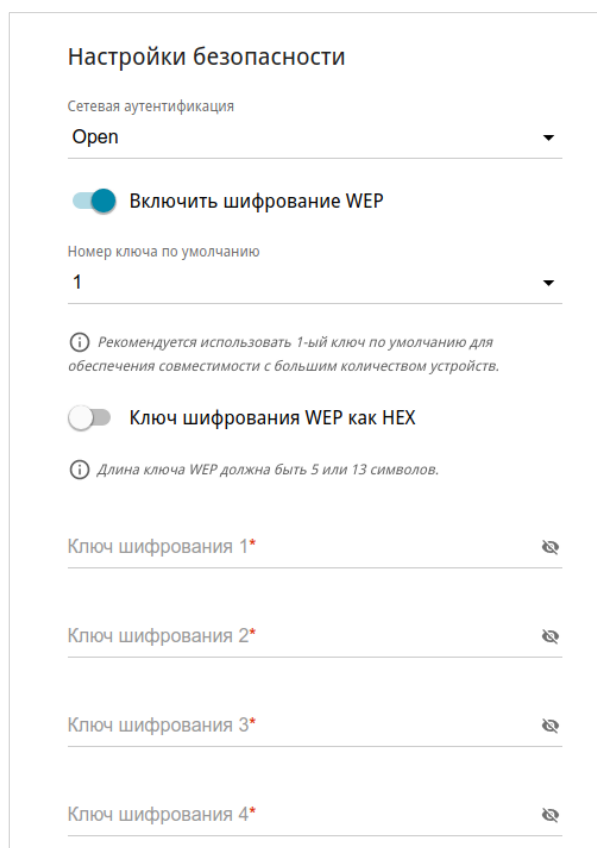 Настройки безопасности
Сетевая аутентификация
Open
Включить шифрование WEP
Номер ключа по умолчанию
1
Рекомендуется использовать 1-ый ключ по умолчанию для
обеспечения совместимости с большим количеством устройств.
Ключ шифрования WEP как HEX
Длина ключа WEP должна быть 5 или 13 символов.
Ключ шифрования 1*
Ключ шифрования 2*
Ключ шифрования 3*
Ключ шифрования 4*